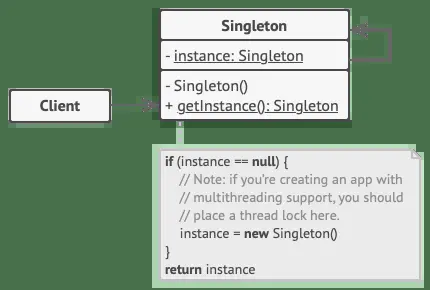 Singleton
- instance: Singleton
- Singleton()
+ getInstance(): Singleton
Client
if (instance == null) {
// Note: if you're creating an app with
// multithreading support, you should
// place a thread lock here.
instance = new Singleton()
}
return instance